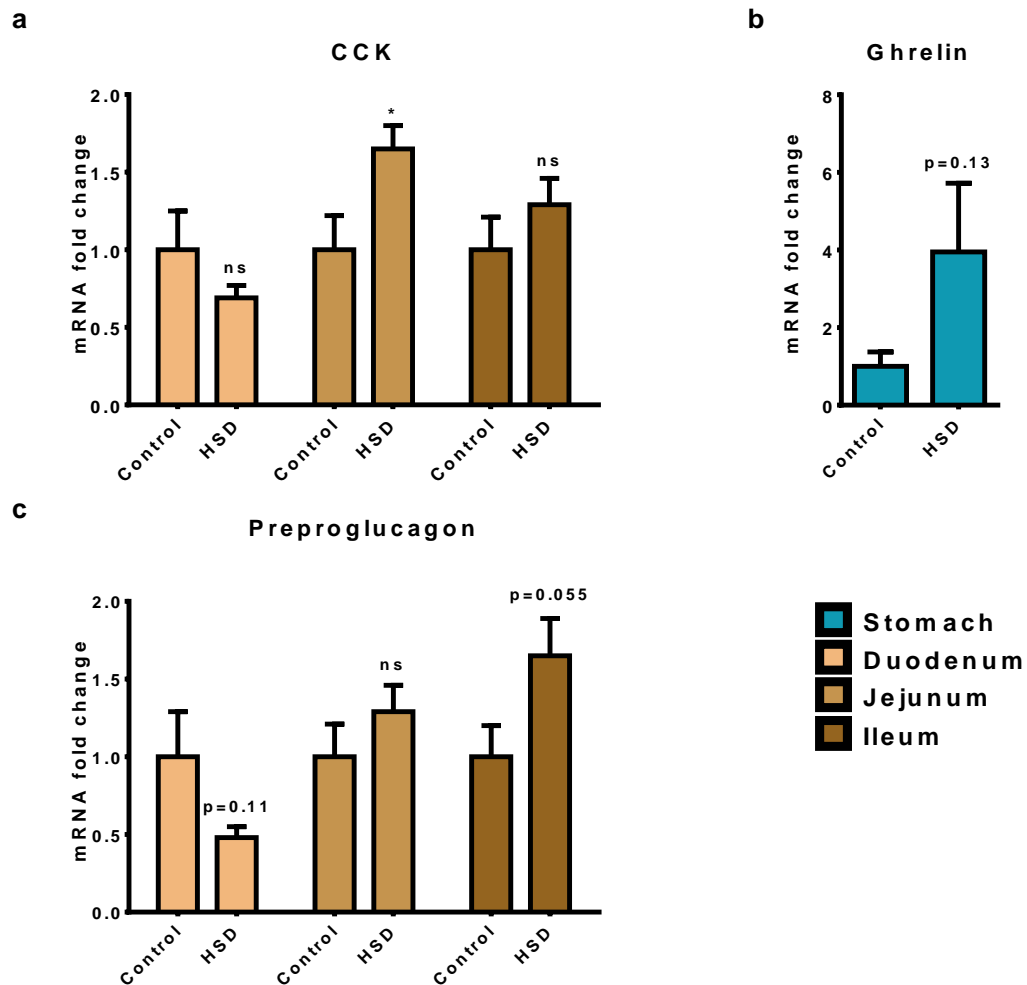 a
CCK
mRNA fold change
2.0
1.5
1.0
0.5
0.0
ns
*
ns
Control
HSD
Control
HSD
Control
HSD
b
Ghrelin
mRNA fold change
8
6
4
2
0
p=0.13
Control
HSD
c
Preproglucagon
mRNA fold change
2.0
1.5
1.0
0.5
0.0
p=0.11
ns
p=0.055
Control
HSD
Control
HSD
Control
HSD
Stomach
Duodenum
Jejunum
Ileum